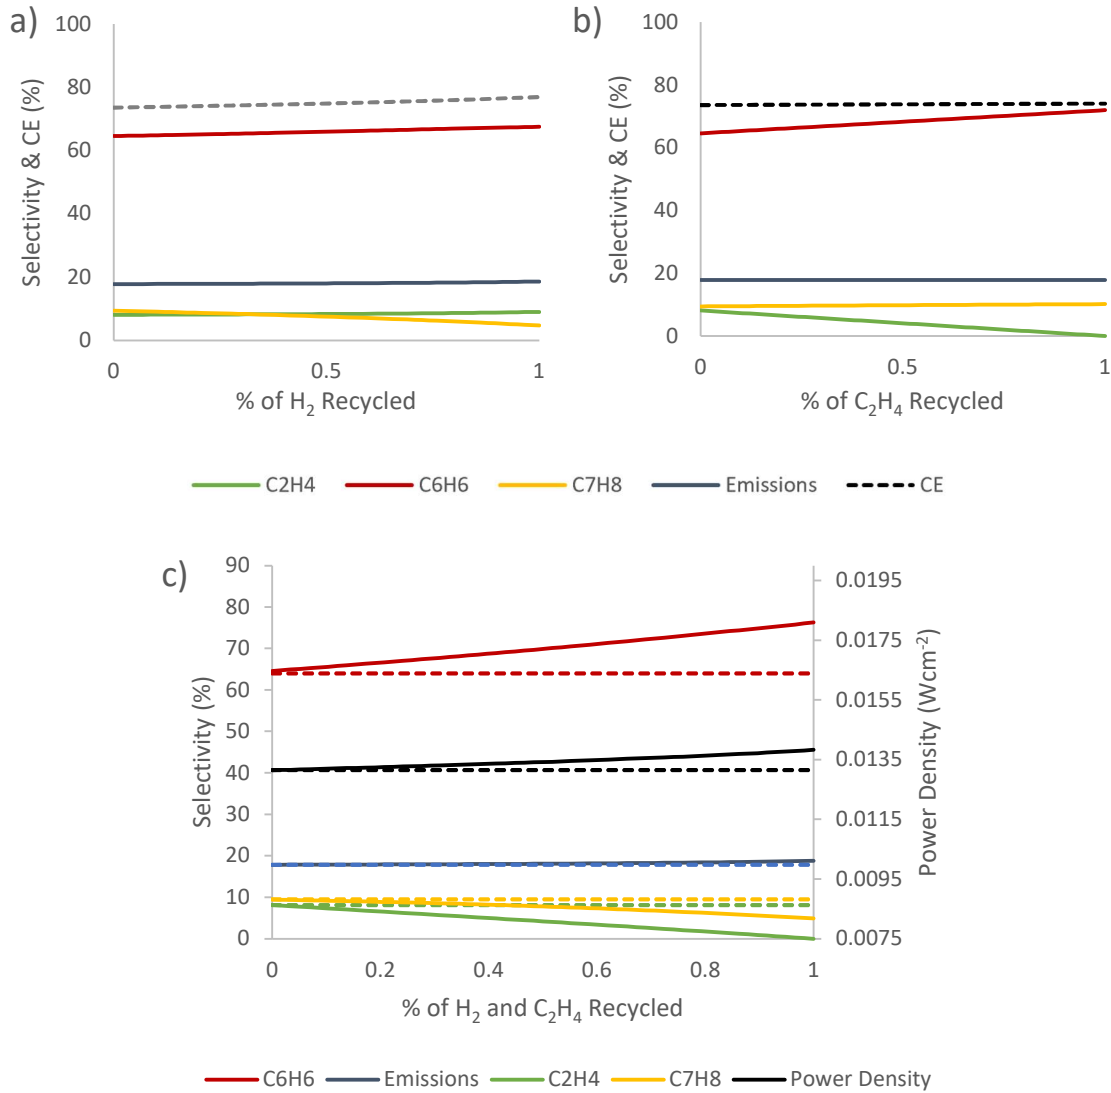 a)
Selectivity & CE (%)
100
80
60
40
20
0
0 0.5 1
% of H₂ Recycled
b)
Selectivity & CE (%)
100
80
60
40
20
0
0 0.5 1
% of C₂H₄ Recycled
C2H4 C6H6 C7H8 Emissions CE
c)
Selectivity (%)
90
80
70
60
50
40
30
20
10
0
0 0.2 0.4 0.6 0.8 1
% of H₂ and C₂H₄ Recycled
0.0195
0.0175
0.0155
0.0135
0.0115
0.0095
0.0075
Power Density (Wcm⁻²)
C6H6 Emissions C2H4 C7H8 Power Density